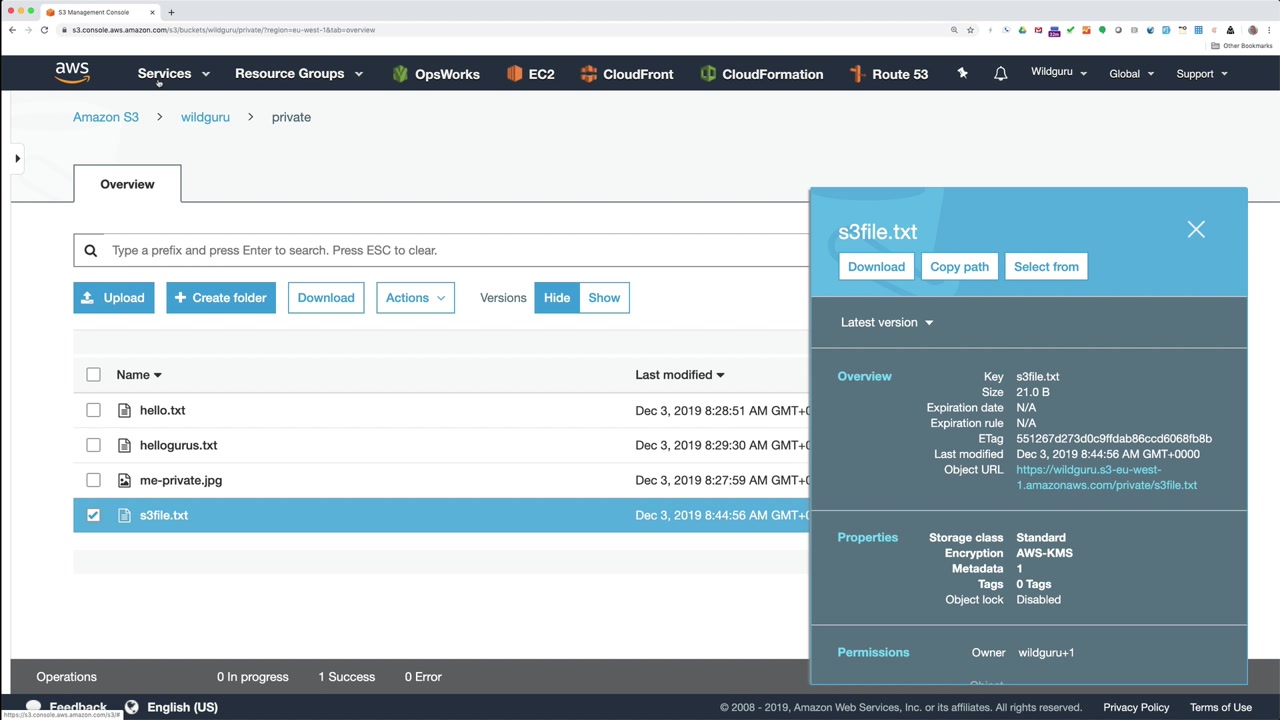 S3 Management Console
s3.console.aws.amazon.com/s3/buckets/wildguru/private/?region=eu-west-1&tab=overview
Other Bookmarks
aws Services Resource Groups OpsWorks EC2 CloudFront CloudFormation Route 53 Wildguru Global Support
Amazon S3 > wildguru > private
Overview
Type a prefix and press Enter to search. Press ESC to clear.
Upload + Create folder Download Actions Versions Hide Show
Name Last modified
hello.txt Dec 3, 2019 8:28:51 AM GMT+0
hellogurus.txt Dec 3, 2019 8:29:30 AM GMT+0
me-private.jpg Dec 3, 2019 8:27:59 AM GMT+0
s3file.txt Dec 3, 2019 8:44:56 AM GMT+0
s3file.txt
Download Copy path Select from
Latest version
Overview Key s3file.txt
Size 21.0 B
Expiration date N/A
Expiration rule N/A
ETag 551267d273d0c9ffdab86ccd6068fb8b
Last modified Dec 3, 2019 8:44:56 AM GMT+0000
Object URL https://wildguru.s3-eu-west-
1.amazonaws.com/private/s3file.txt
Properties Storage class Standard
Encryption AWS-KMS
Metadata 1
Tags 0 Tags
Object lock Disabled
Permissions Owner wildguru+1
Object
Operations 0 In progress 1 Success 0 Error
Feedback English (US) © 2008 - 2019, Amazon Web Services, Inc. or its affiliates. All rights reserved. Privacy Policy Terms of Use
https://s3.console.aws.amazon.com/s3/#